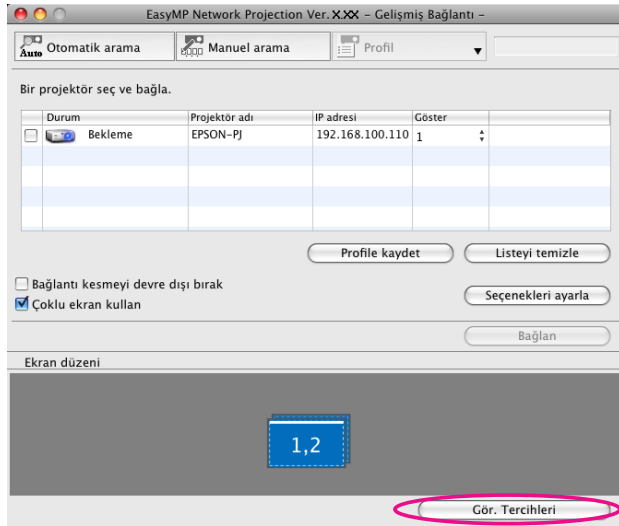 EasyMP Network Projection Ver. X.XX – Gelişmiş Bağlantı –
Auto Otomatik arama Manuel arama Profil
Bir projektör seç ve bağla.
Durum Projektör adı IP adresi Göster
Bekleme EPSON-PJ 192.168.100.110 1
Profile kaydet Listeyi temizle
Bağlantı kesmeyi devre dışı bırak
Çoklu ekran kullan
Seçenekleri ayarla
Bağlan
Ekran düzeni
1,2
Gör. Tercihleri